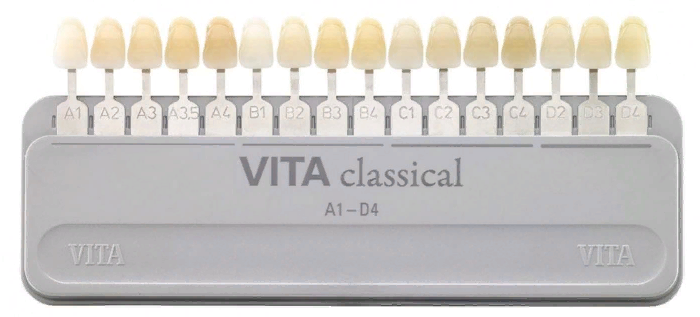 A1 A2 A3 A3.5 A4 B1 B2 B3 B4 C1 C2 C3 C4 D2 D3 D4
VITA classical
A1–D4
VITA VITA